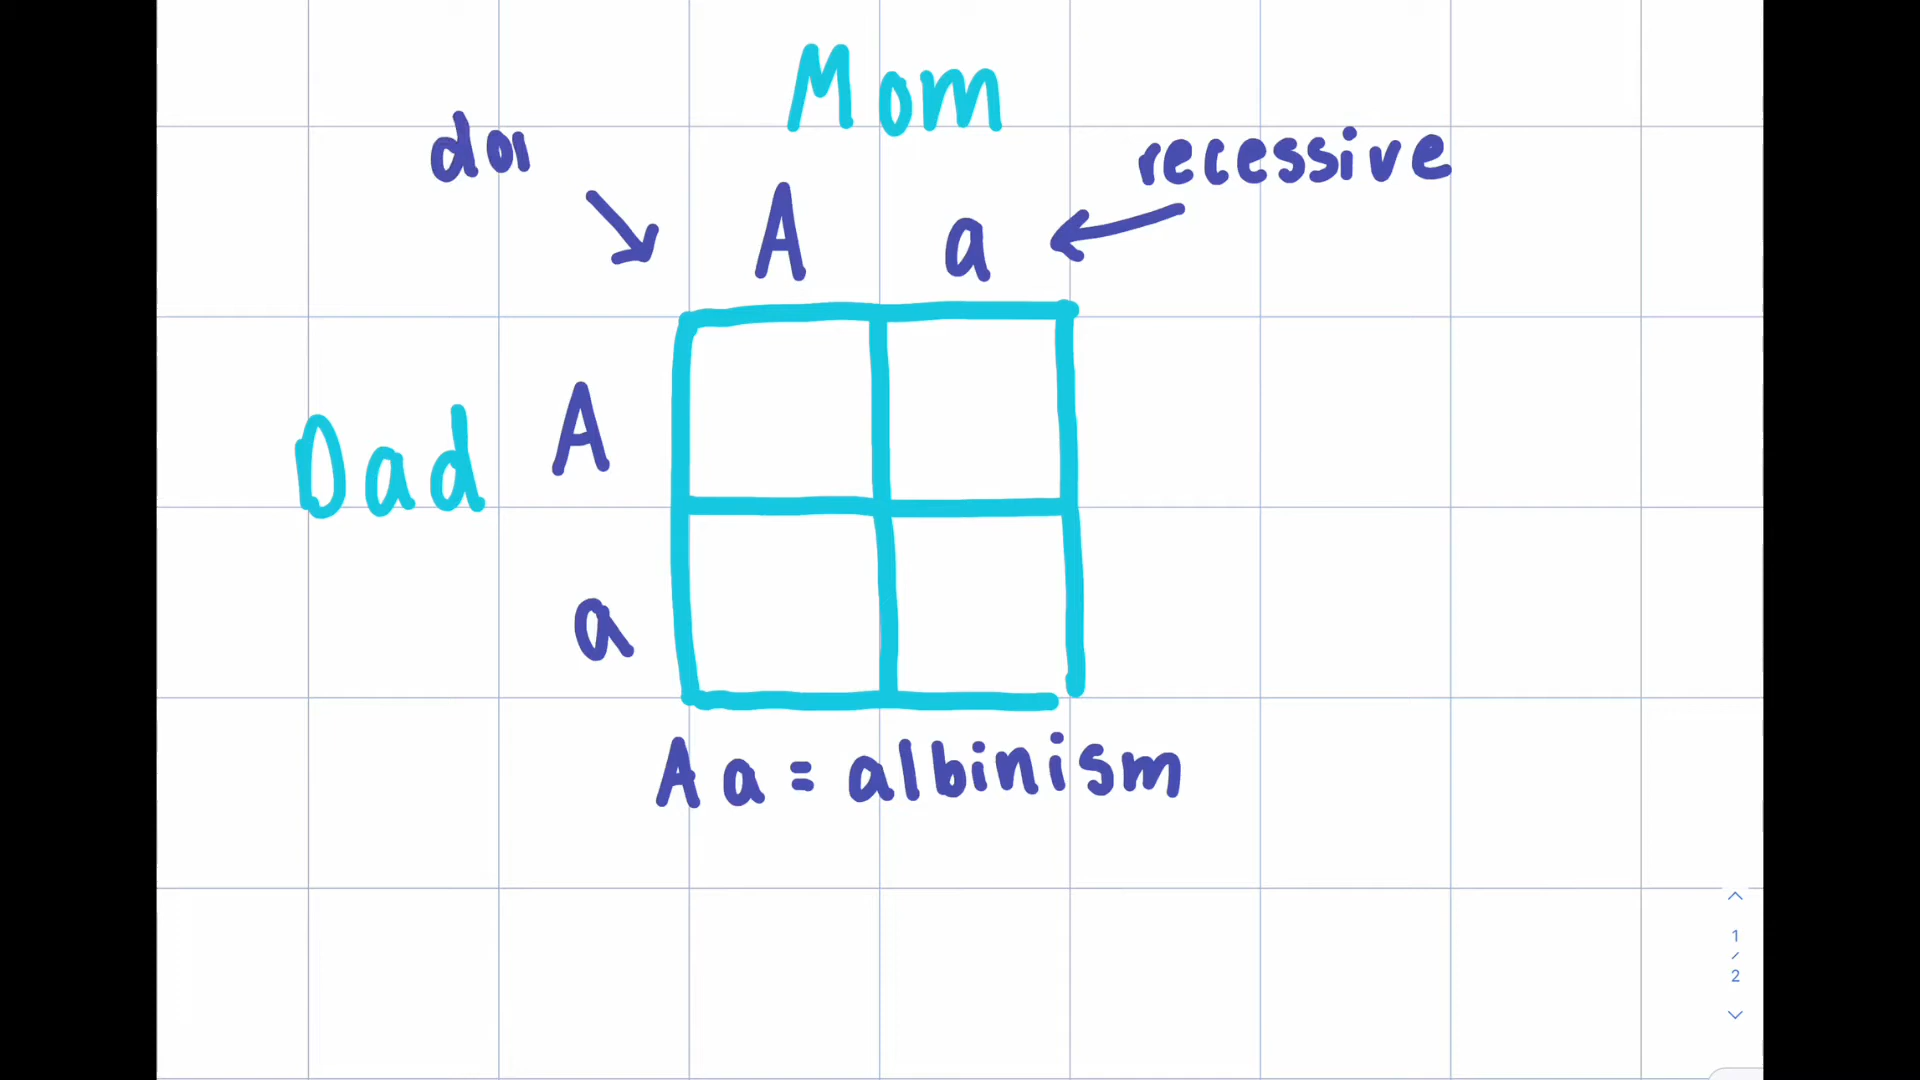 Mom
do
recessive
A a
Dad
A
a
Aa = albinism
1
/
2